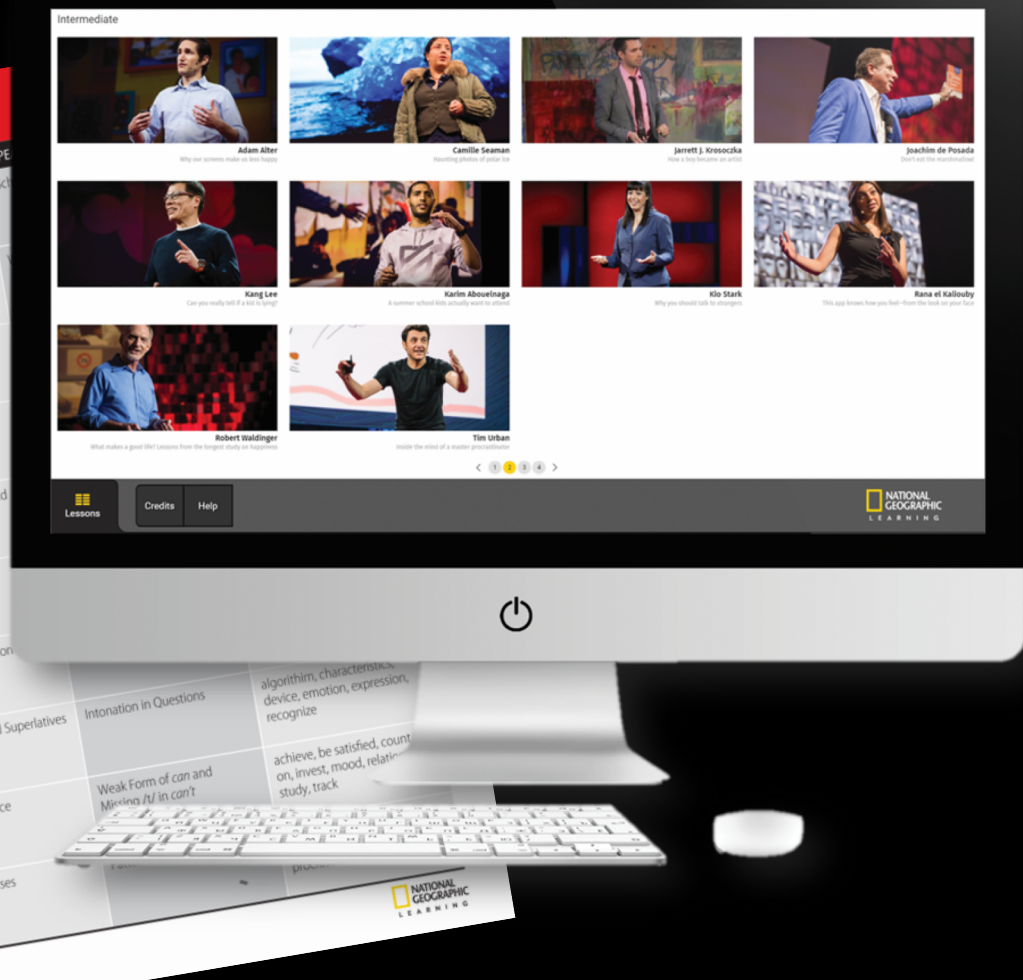 Intermediate
Adam Alter
Why our screens make us less happy
Camille Seaman
Haunting photos of polar ice
Jarrett J. Krosoczka
How a boy became an artist
Joachim de Posada
Don't eat the marshmallow!
Kang Lee
Can you really tell if a kid is lying?
Karim Abouelnaga
A summer school kids actually want to attend
Kio Stark
Why you should talk to strangers
Rana el Kaliouby
This app knows how you feel—from the look on your face
Robert Waldinger
What makes a good life? Lessons from the longest study on happiness
Tim Urban
Inside the mind of a master procrastinator
1 2 3 4
Lessons
Credits
Help
NATIONAL
GEOGRAPHIC
LEARNING
Superlatives
Intonation in Questions
algorithim, characteristics,
device, emotion, expression,
recognize
Weak Form of can and
Missing /t/ in can't
achieve, be satisfied, count
on, invest, mood,
study, track
NATIONAL
GEOGRAPHIC
LEARNING